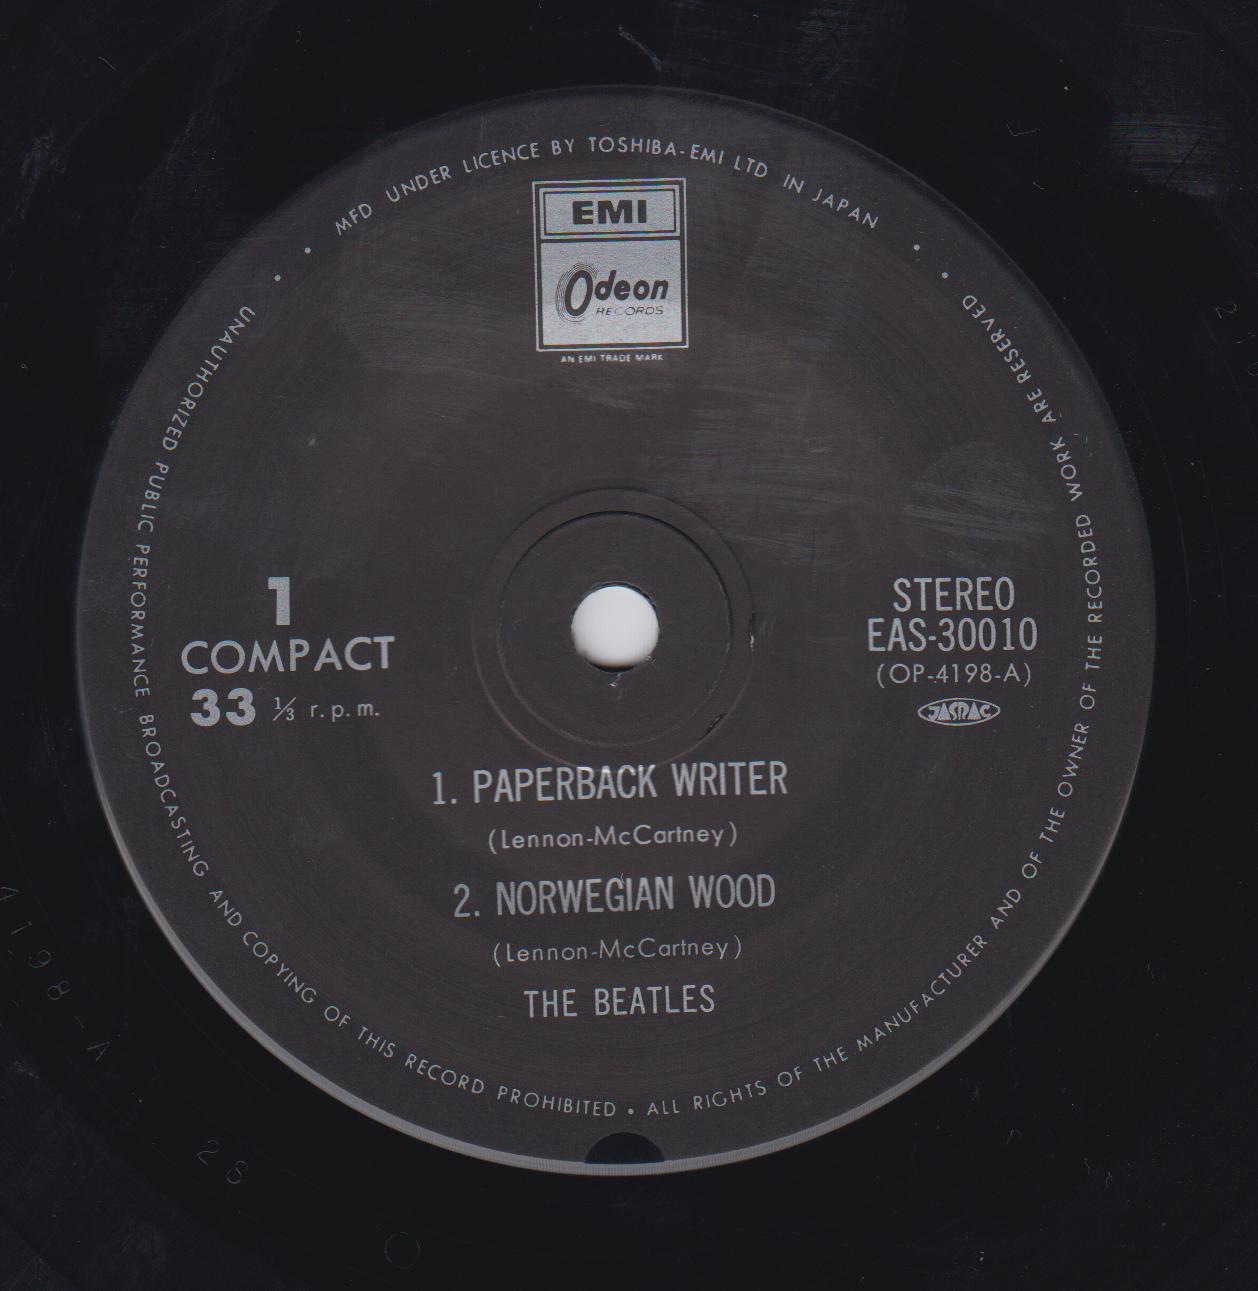 MFD UNDER LICENCE BY TOSHIBA-EMI LTD IN JAPAN
EMI
Odeon
RECORDS
AN EMI TRADE MARK
1
COMPACT
33 ⅓ r.p.m.
STEREO
EAS-30010
(OP-4198-A)
JASRAC
1. PAPERBACK WRITER
(Lennon-McCartney)
2. NORWEGIAN WOOD
(Lennon-McCartney)
THE BEATLES
UNAUTHORIZED PUBLIC PERFORMANCE BROADCASTING AND COPYING OF THIS RECORD PROHIBITED • ALL RIGHTS OF THE MANUFACTURER AND OF THE OWNER OF THE RECORDED WORK ARE RESERVED
4198-A
2S
2